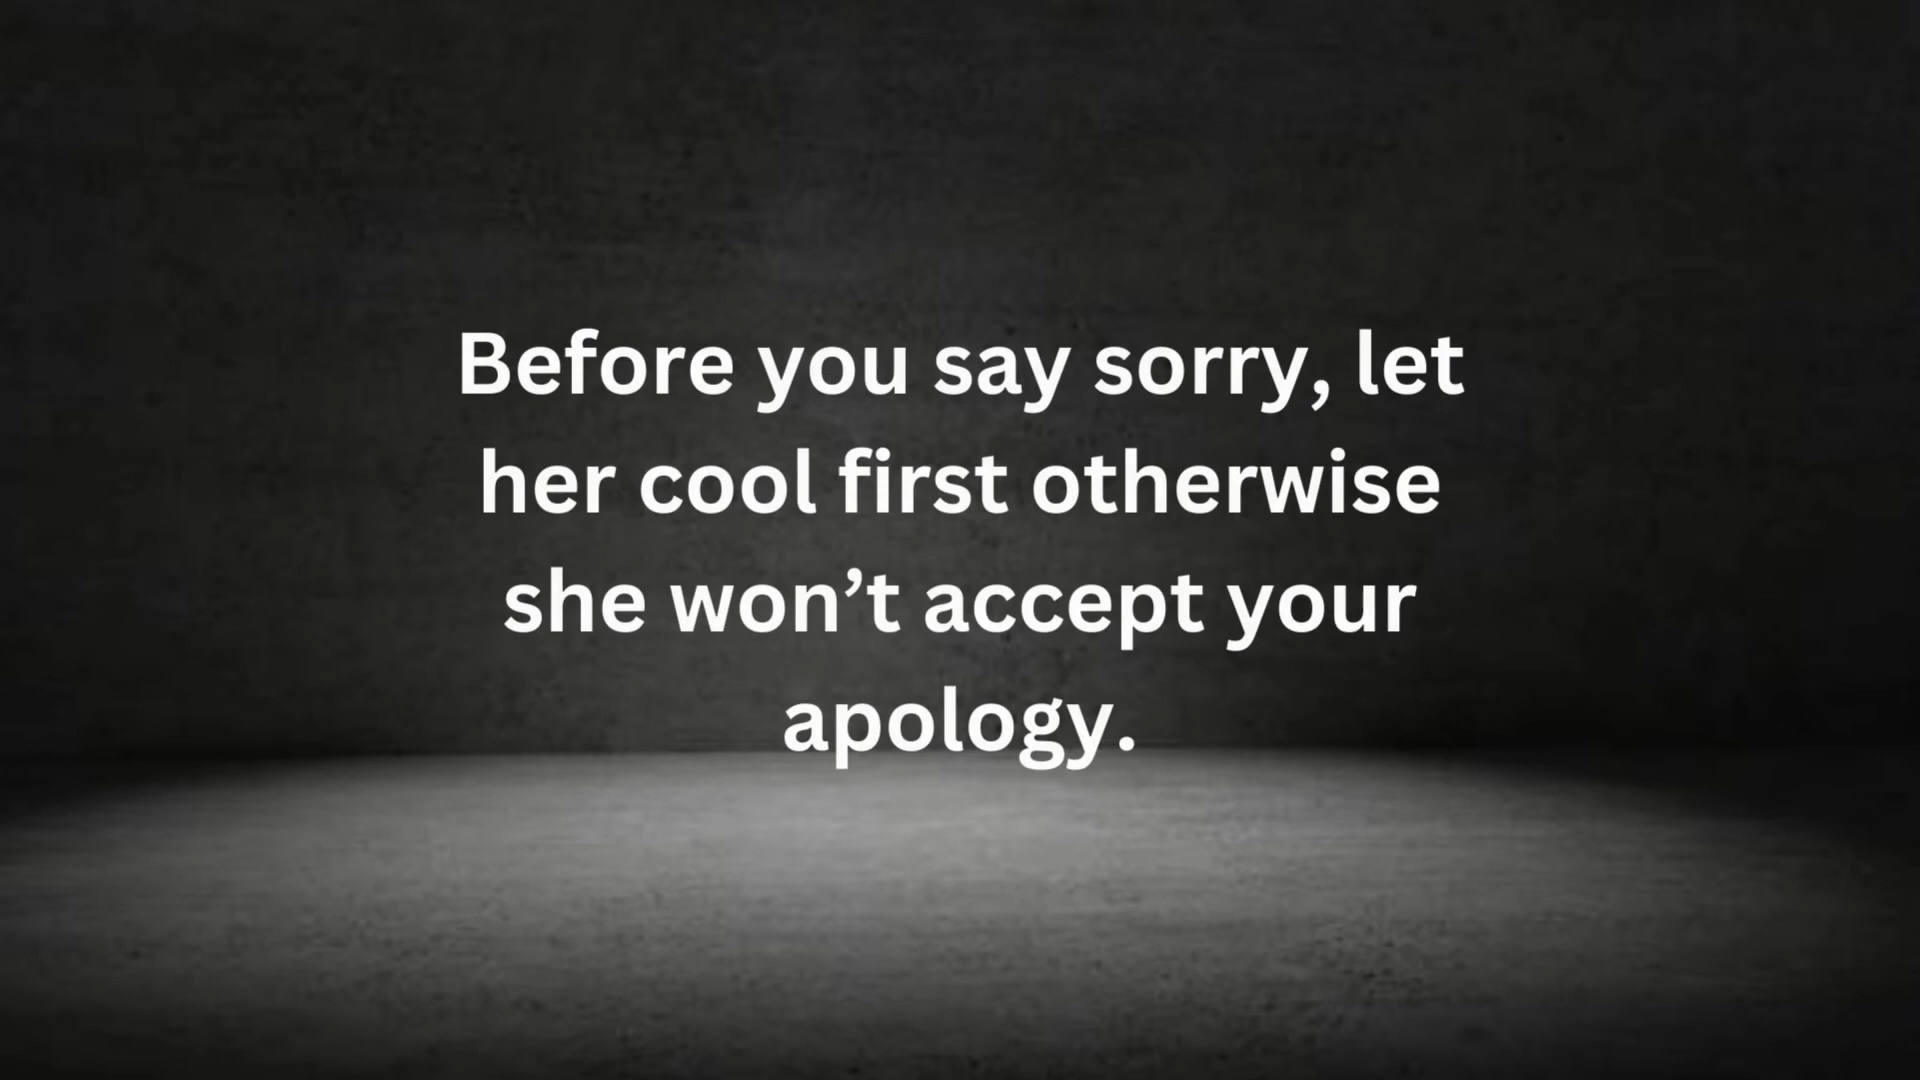 Before you say sorry, let
her cool first otherwise
she won’t accept your
apology.